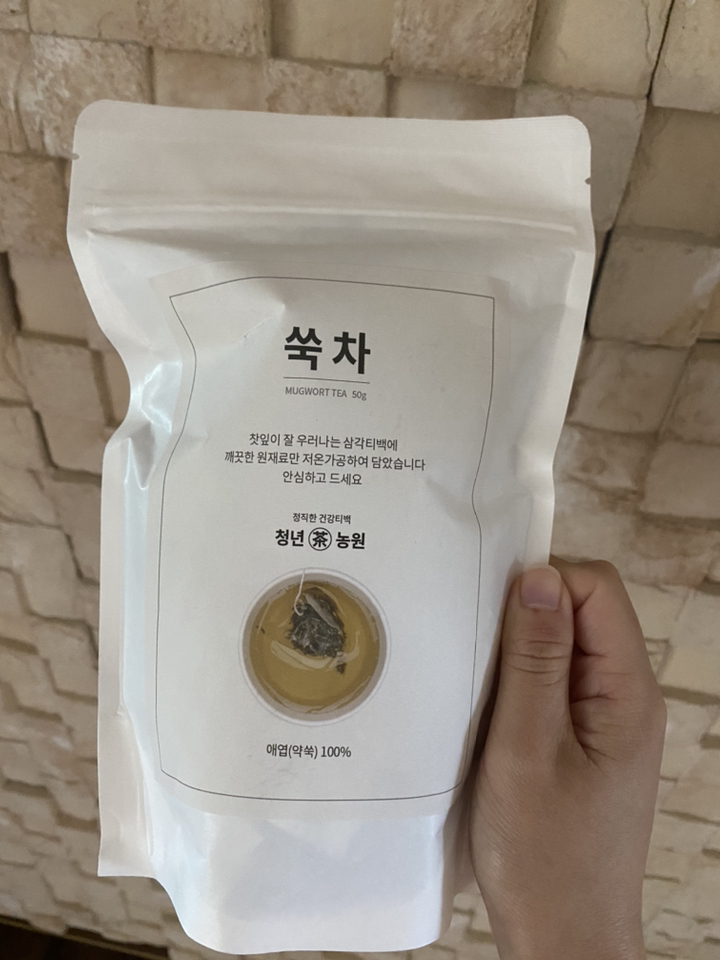 쑥차
MUGWORT TEA 50g
찻잎이 잘 우러나는 삼각티백에
깨끗한 원재료만 저온가공하여 담았습니다
안심하고 드세요
정직한 건강티백
청년 茶 농원
애엽(약쑥) 100%